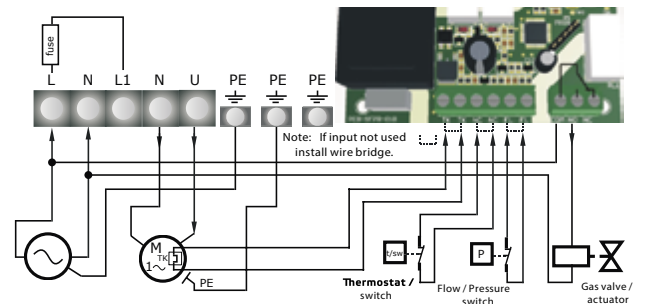 fuse
L N L1 N U PE PE PE
Note: If input not used
install wire bridge.
M
TK
1~
PE
t/sw
Thermostat /
switch
P
Flow / Pressure
switch
Gas valve /
actuator